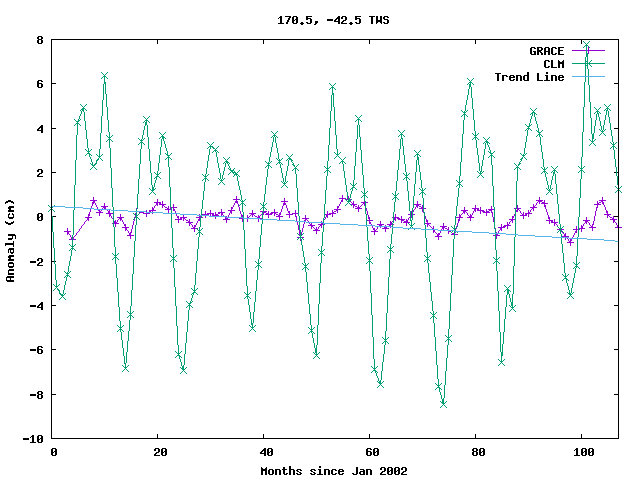 170.5, -42.5 TWS
GRACE
CLM
Trend Line
8
6
4
2
0
-2
-4
-6
-8
-10
Anomaly (cm)
0 20 40 60 80 100
Months since Jan 2002